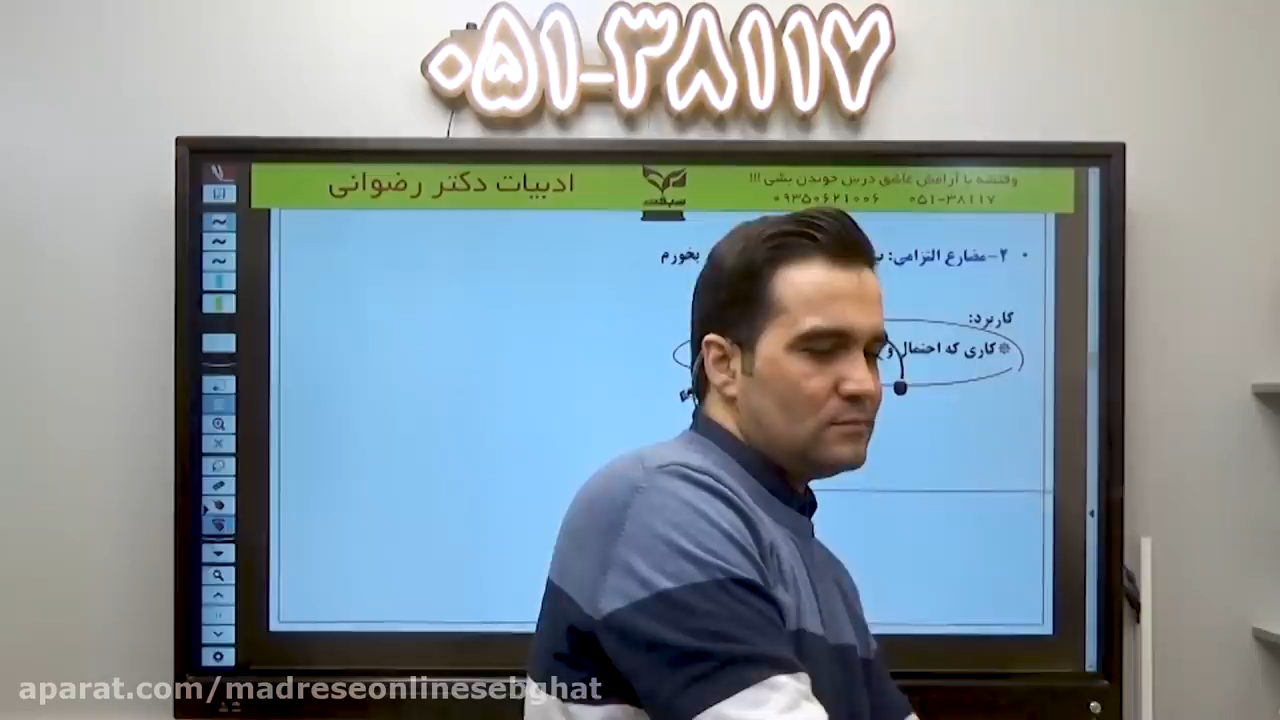 ۰۵۱-۳۸۱۱۷
وقتشه با آرامش عاشق درس خوندن بشی !!!
۰۵۱-۳۸۱۱۷ ۰۹۳۵۰۶۲۱۰۰۶
سبقت
ادبیات دکتر رضوانی
۲-مضارع التزامی: بخورم
کاربرد:
کاری که احتمال و
aparat.com/madreseonlinesebghat